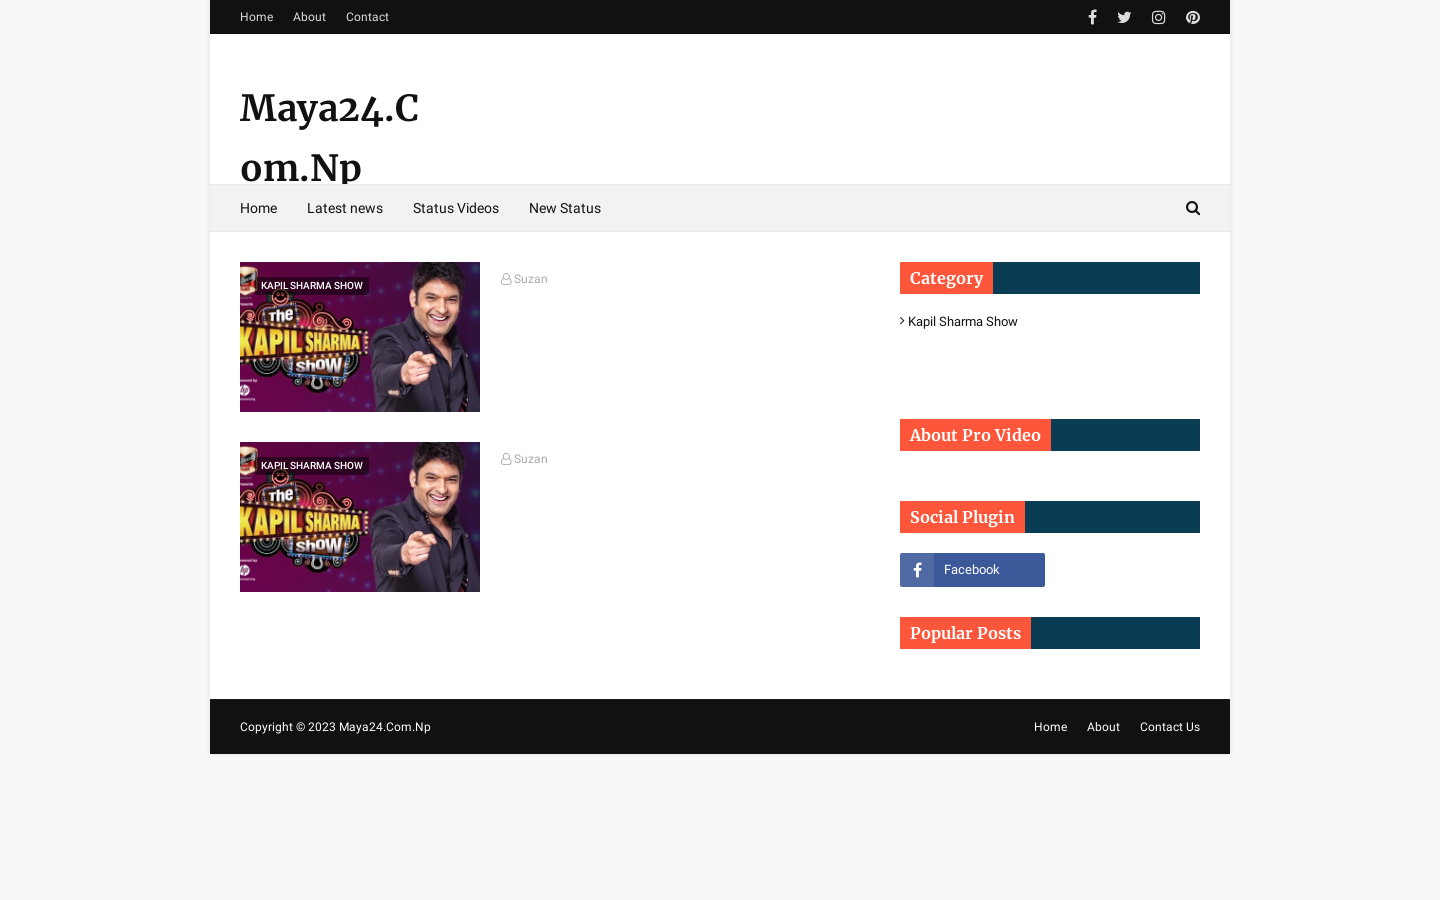 Home About Contact
Maya24.C
om.Np
Home Latest news Status Videos New Status
KAPIL SHARMA SHOW
The
KAPIL SHARMA
SHOW
Suzan
KAPIL SHARMA SHOW
The
KAPIL SHARMA
SHOW
Suzan
Category
Kapil Sharma Show
About Pro Video
Social Plugin
Facebook
Popular Posts
Copyright © 2023 Maya24.Com.Np
Home About Contact Us